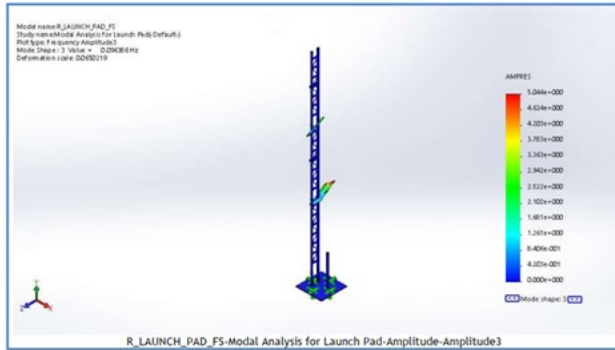 Model name:R_LAUNCH_PAD_FS
Study name:Modal Analysis for Launch Pad(-Default-)
Plot type: Frequency-Amplitude3
Mode Shape : 3 Value = 0.096386 Hz
Deformation scale: 0.0650219
AMPRES
5.044e+000
4.624e+000
4.203e+000
3.783e+000
3.363e+000
2.942e+000
2.522e+000
2.102e+000
1.681e+000
1.261e+000
8.406e-001
4.203e-001
0.000e+000
Mode shape: 3
Y
Z
X
R_LAUNCH_PAD_FS-Modal Analysis for Launch Pad-Amplitude-Amplitude3